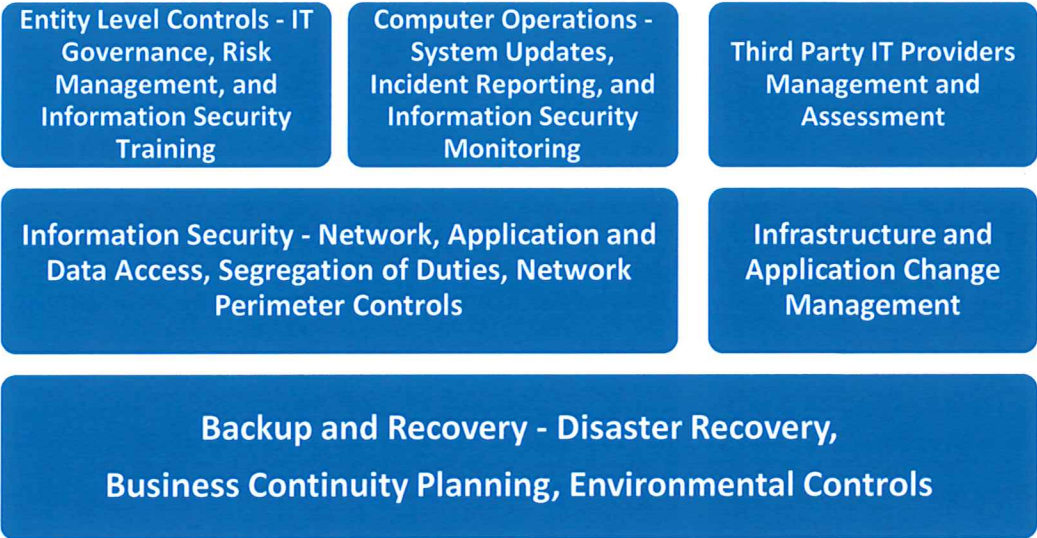 Entity Level Controls - IT
Governance, Risk
Management, and
Information Security
Training
Computer Operations -
System Updates,
Incident Reporting, and
Information Security
Monitoring
Third Party IT Providers
Management and
Assessment
Information Security - Network, Application and
Data Access, Segregation of Duties, Network
Perimeter Controls
Infrastructure and
Application Change
Management
Backup and Recovery - Disaster Recovery,
Business Continuity Planning, Environmental Controls